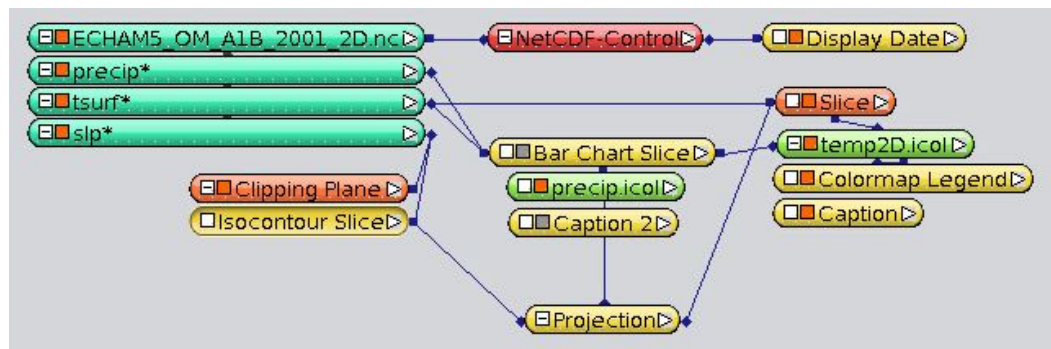 ECHAM5_OM_A1B_2001_2D.nc
NetCDF-Control
Display Date
precip*
tsurf*
Slice
slp*
Bar Chart Slice
temp2D.icol
Clipping Plane
precip.icol
Colormap Legend
Isocontour Slice
Caption 2
Caption
Projection